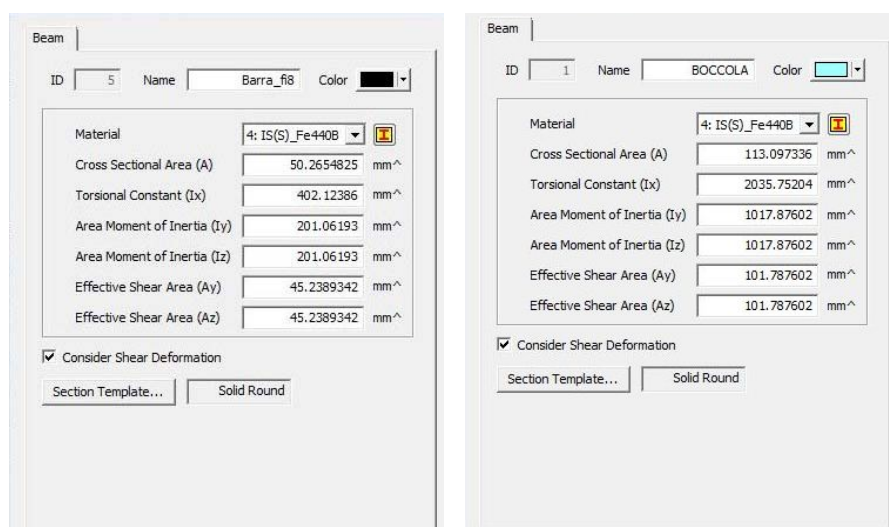 Beam
ID 5 Name Barra_fi8 Color
Material 4: IS(S)_Fe440B
Cross Sectional Area (A) 50.2654825 mm^
Torsional Constant (Ix) 402.12386 mm^
Area Moment of Inertia (Iy) 201.06193 mm^
Area Moment of Inertia (Iz) 201.06193 mm^
Effective Shear Area (Ay) 45.2389342 mm^
Effective Shear Area (Az) 45.2389342 mm^
Consider Shear Deformation
Section Template... Solid Round
Beam
ID 1 Name BOCCOLA Color
Material 4: IS(S)_Fe440B
Cross Sectional Area (A) 113.097336 mm^
Torsional Constant (Ix) 2035.75204 mm^
Area Moment of Inertia (Iy) 1017.87602 mm^
Area Moment of Inertia (Iz) 1017.87602 mm^
Effective Shear Area (Ay) 101.787602 mm^
Effective Shear Area (Az) 101.787602 mm^
Consider Shear Deformation
Section Template... Solid Round